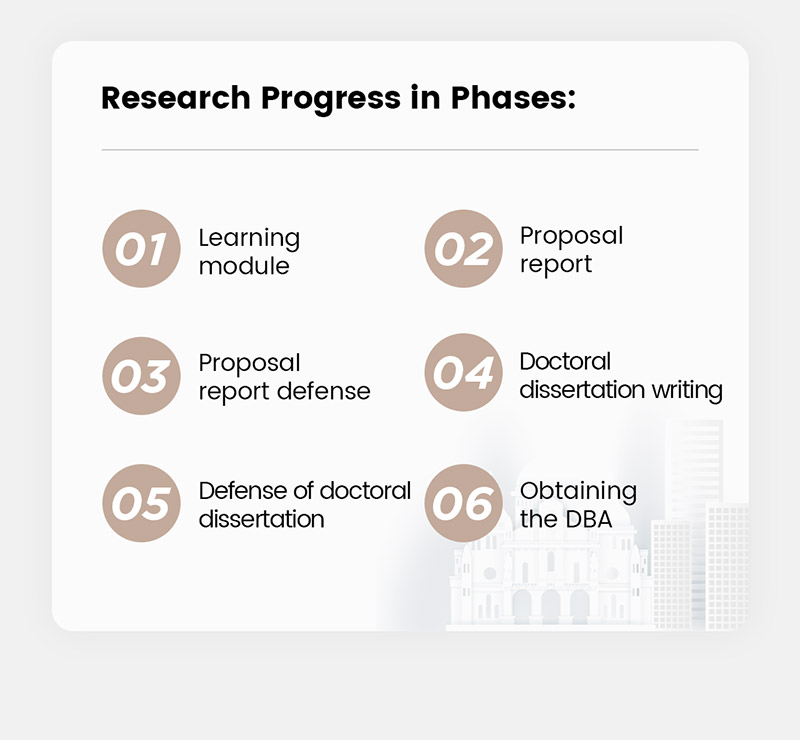 Research Progress in Phases:
01
Learning
module
02
Proposal
report
03
Proposal
report defense
04
Doctoral
dissertation writing
05
Defense of doctoral
dissertation
06
Obtaining
the DBA